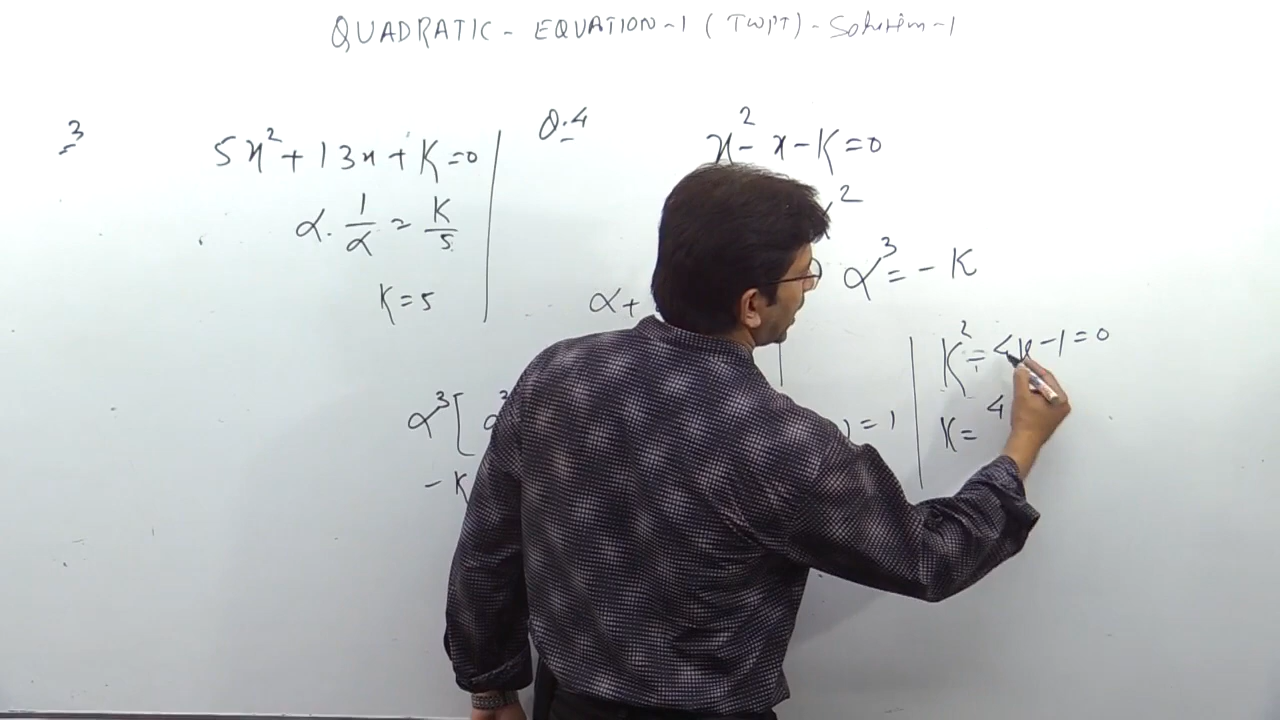 QUADRATIC - EQUATION-1 (TWPT) - Solution-1
3
5x² + 13x + K = 0
α · 1/α = K/5
K = 5
Q.4
x² - x - K = 0
2
α³ = - K
α +
α³ [
- K
= 1
K² - 4K - 1 = 0
K = 4